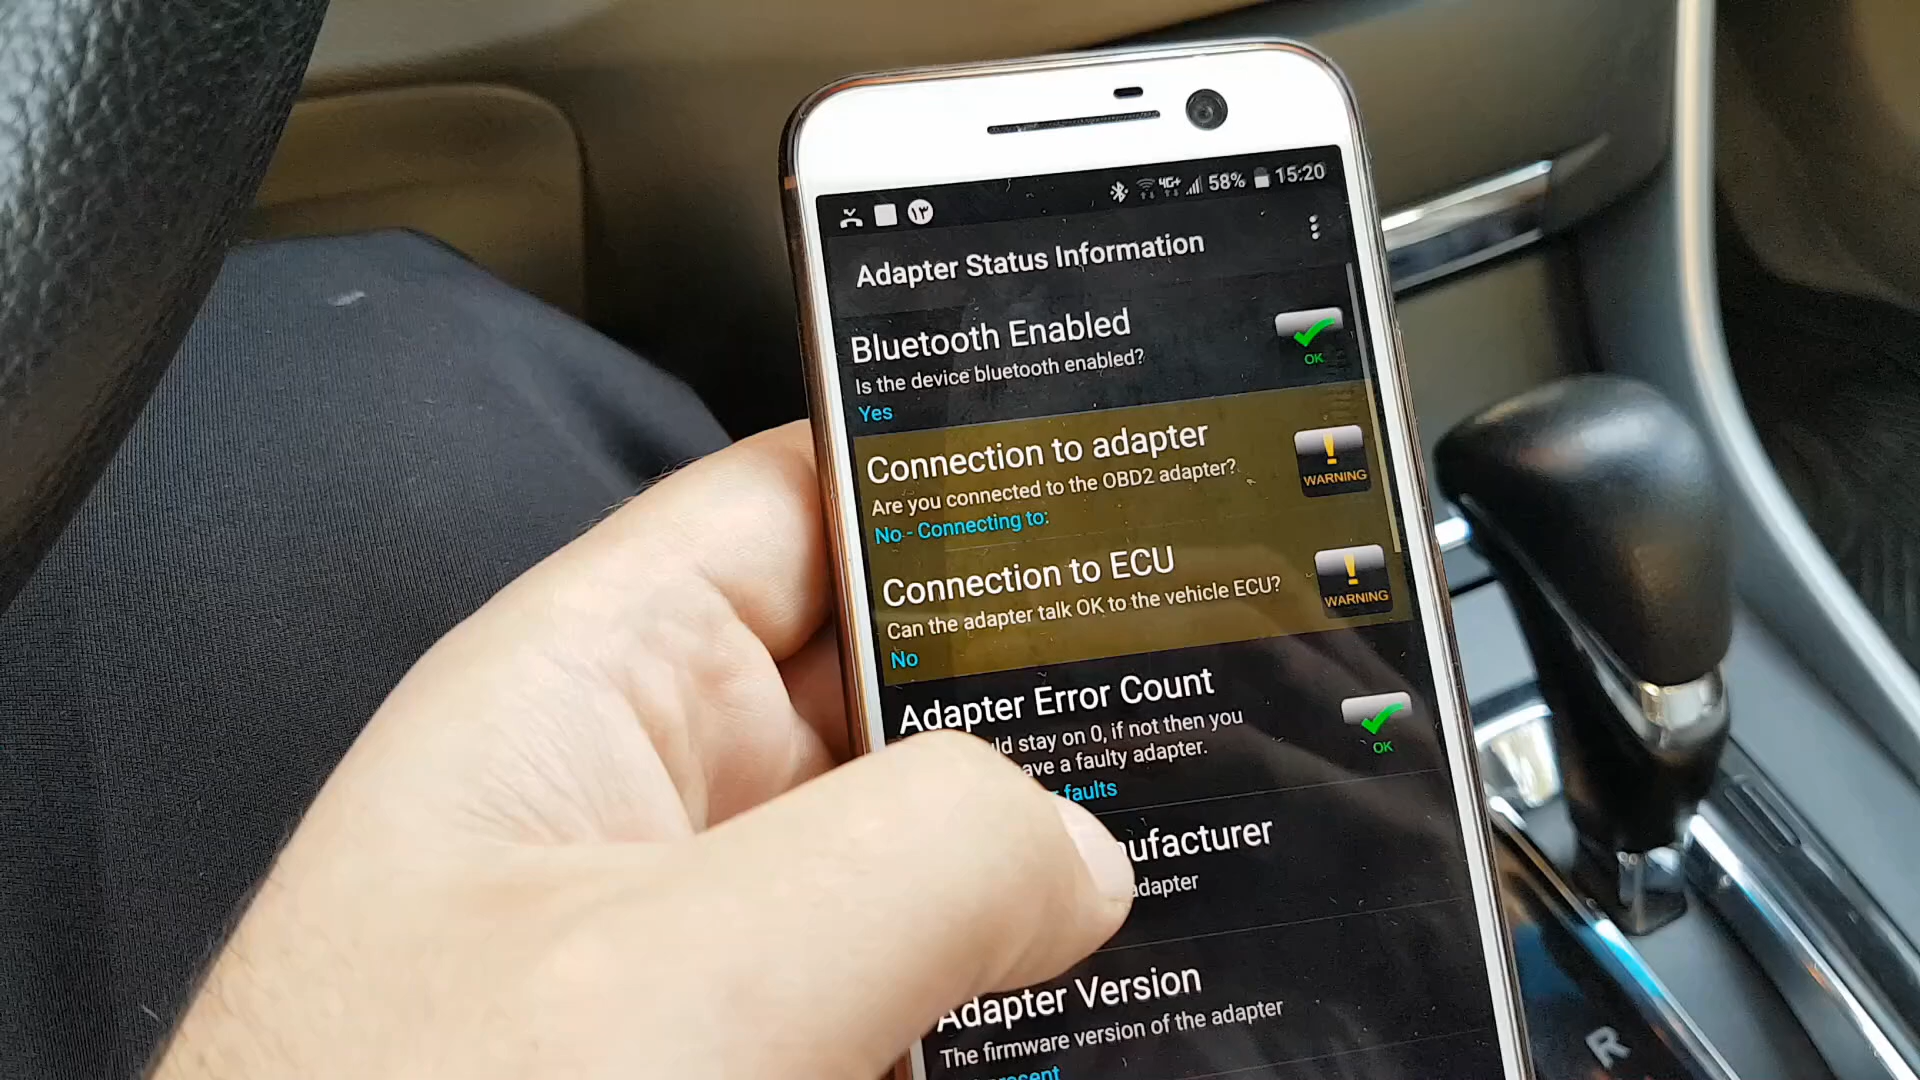 ١٣ 4G+ 58% 15:20
Adapter Status Information
Bluetooth Enabled
Is the device bluetooth enabled?
Yes
OK
Connection to adapter
Are you connected to the OBD2 adapter?
No - Connecting to:
WARNING
Connection to ECU
Can the adapter talk OK to the vehicle ECU?
No
WARNING
Adapter Error Count
stay on 0, if not then you
a faulty adapter.
faults
OK
adapter
Adapter Version
The firmware version of the adapter
R